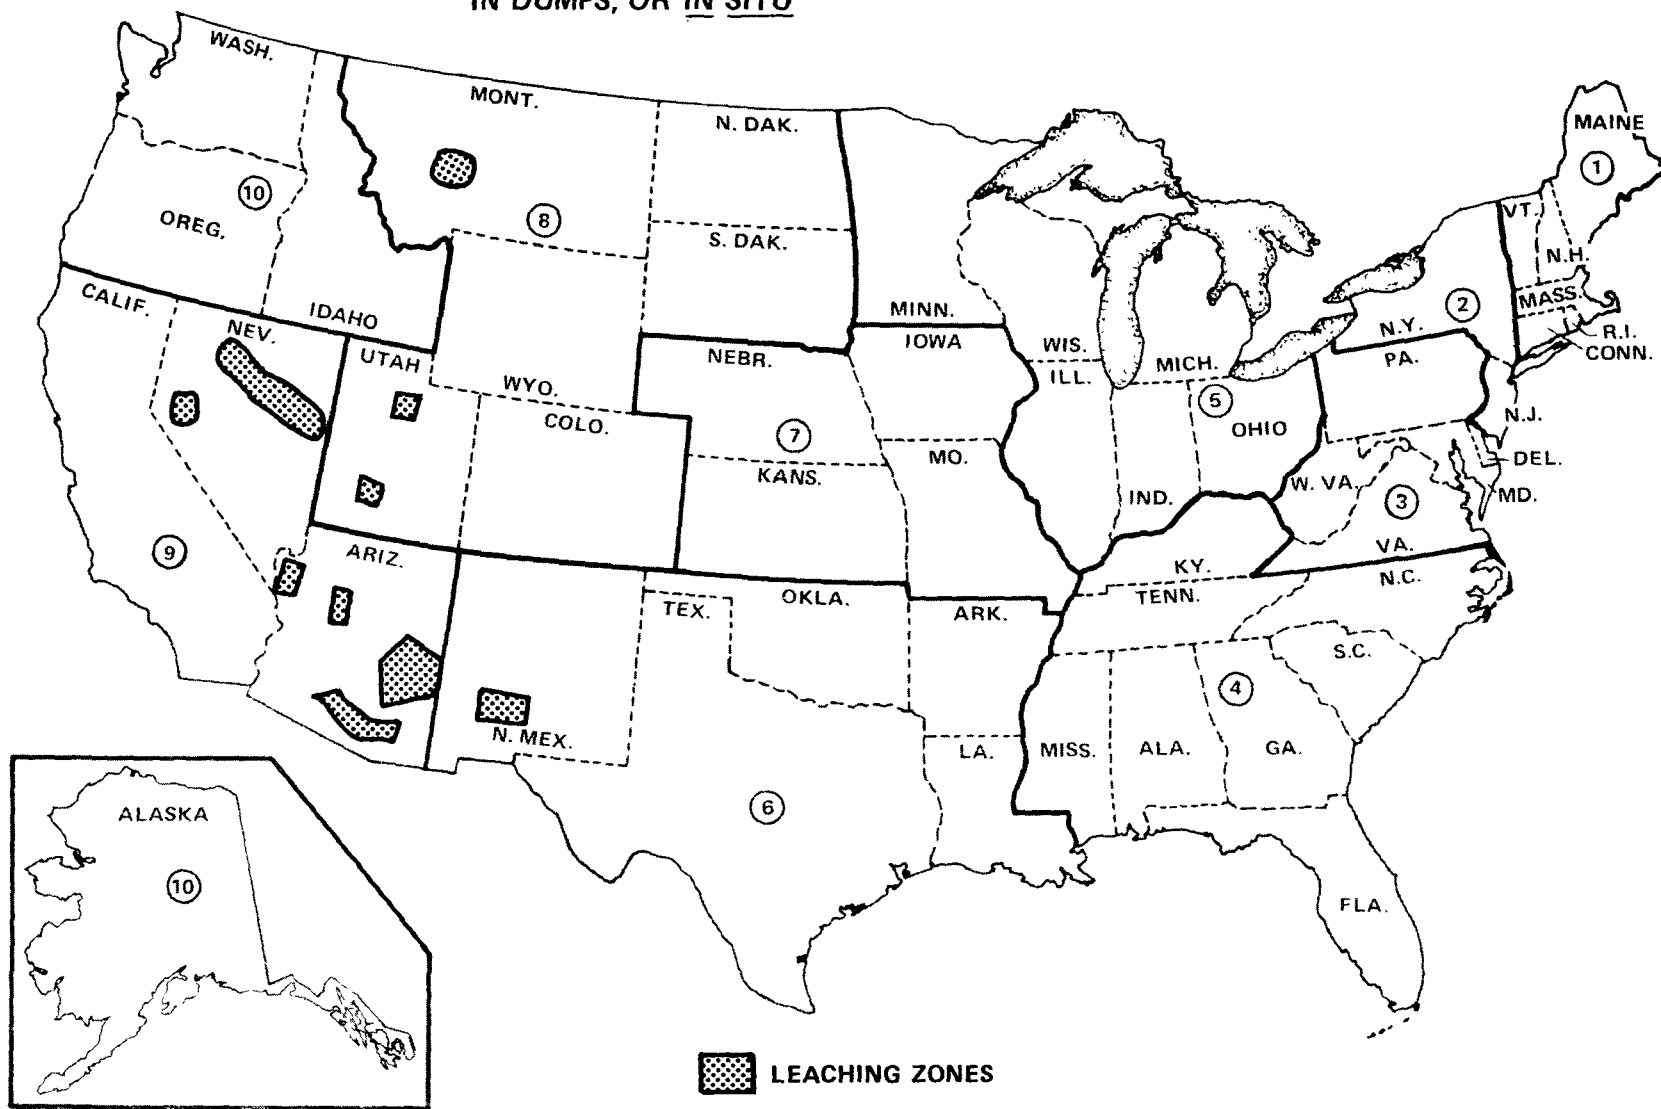 IN DUMPS, OR IN SITU
WASH.
MONT.
N. DAK.
MAINE
1
10
OREG.
8
S. DAK.
VT.
N.H.
CALIF.
NEV.
IDAHO
MINN.
2
MASS.
N.Y.
R.I.
CONN.
UTAH
WYO.
NEBR.
IOWA
WIS.
MICH.
ILL.
PA.
COLO.
5
OHIO
N.J.
7
KANS.
MO.
IND.
W. VA.
DEL.
MD.
3
9
ARIZ.
VA.
KY.
N.C.
TEX.
OKLA.
ARK.
TENN.
S.C.
4
N. MEX.
LA.
MISS.
ALA.
GA.
6
ALASKA
10
FLA.
LEACHING ZONES